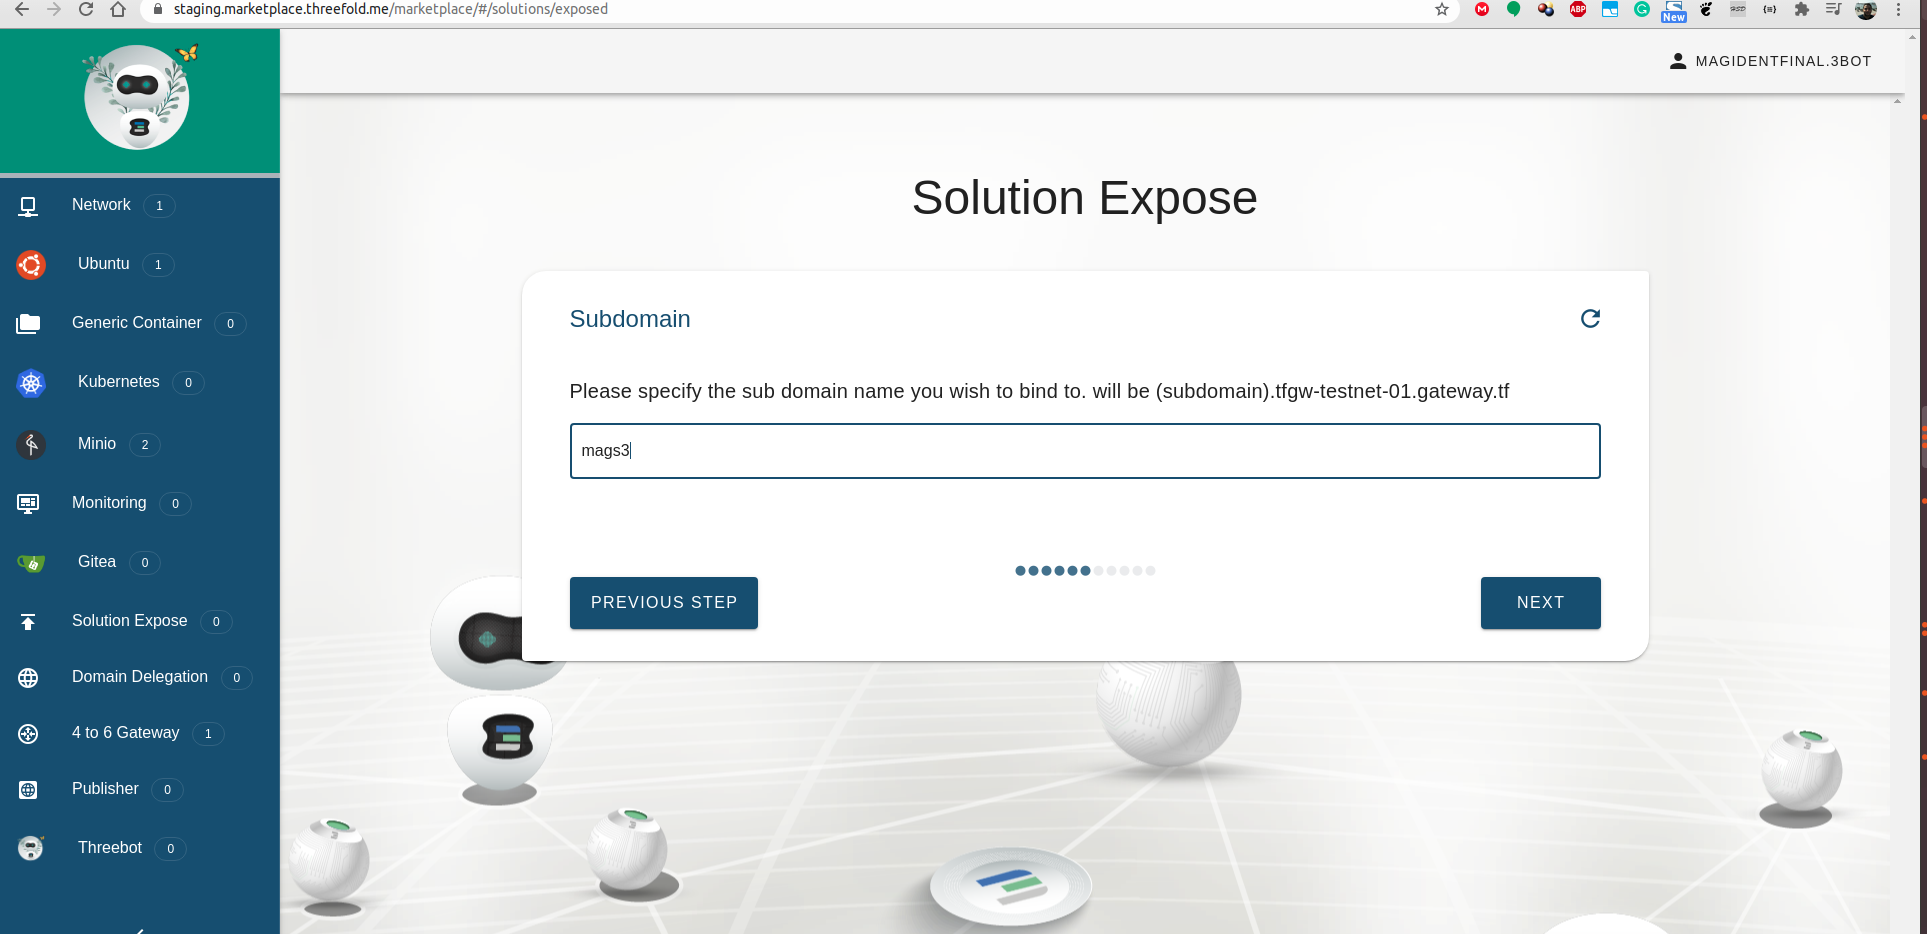 staging.marketplace.threefold.me/marketplace/#/solutions/exposed
New
ABP
MAGIDENTFINAL.3BOT
Network 1
Ubuntu 1
Generic Container 0
Kubernetes 0
Minio 2
Monitoring 0
Gitea 0
Solution Expose 0
Domain Delegation 0
4 to 6 Gateway 1
Publisher 0
Threebot 0
Solution Expose
Subdomain
Please specify the sub domain name you wish to bind to. will be (subdomain).tfgw-testnet-01.gateway.tf
mags3
PREVIOUS STEP
NEXT